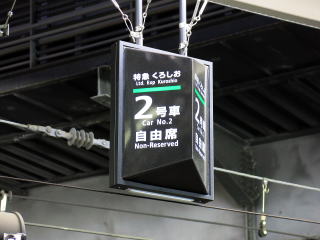 特急 くろしお
Ltd. Exp Kuroshio
2号車
Car No.2
自由席
Non-Reserved